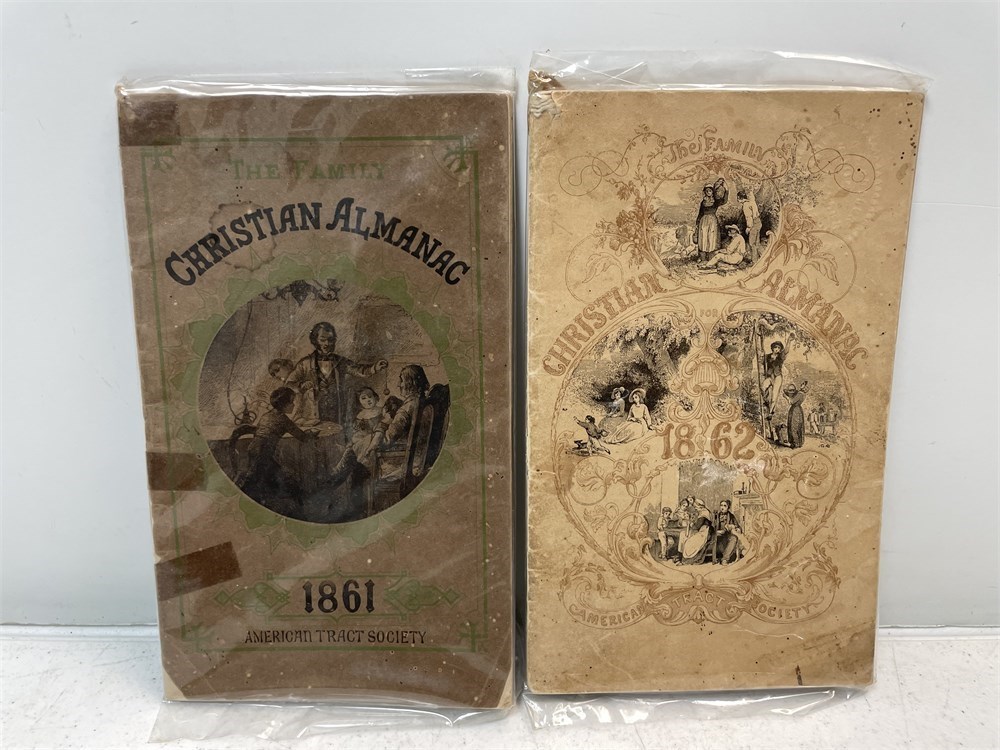 THE FAMILY
CHRISTIAN ALMANAC
1861
AMERICAN TRACT SOCIETY
The FAMILY
CHRISTIAN FOR ALMANAC
1862
AMERICAN TRACT SOCIETY